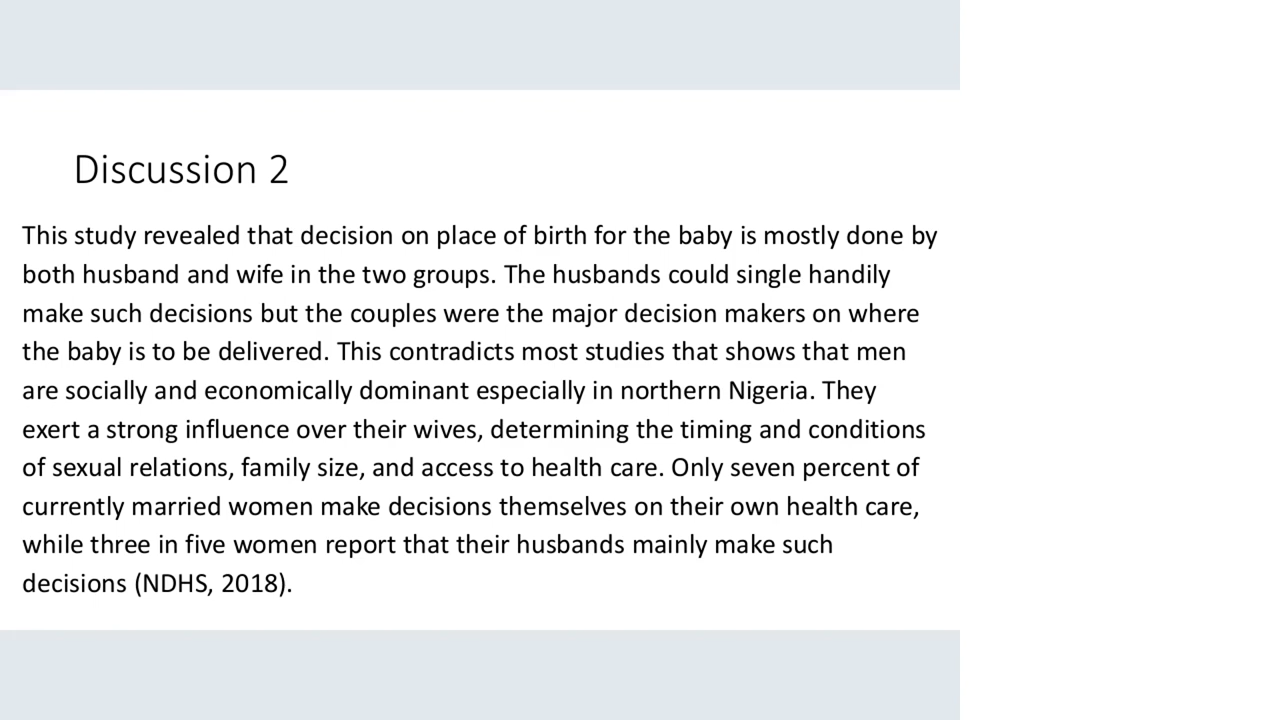 Discussion 2
This study revealed that decision on place of birth for the baby is mostly done by
both husband and wife in the two groups. The husbands could single handily
make such decisions but the couples were the major decision makers on where
the baby is to be delivered. This contradicts most studies that shows that men
are socially and economically dominant especially in northern Nigeria. They
exert a strong influence over their wives, determining the timing and conditions
of sexual relations, family size, and access to health care. Only seven percent of
currently married women make decisions themselves on their own health care,
while three in five women report that their husbands mainly make such
decisions (NDHS, 2018).